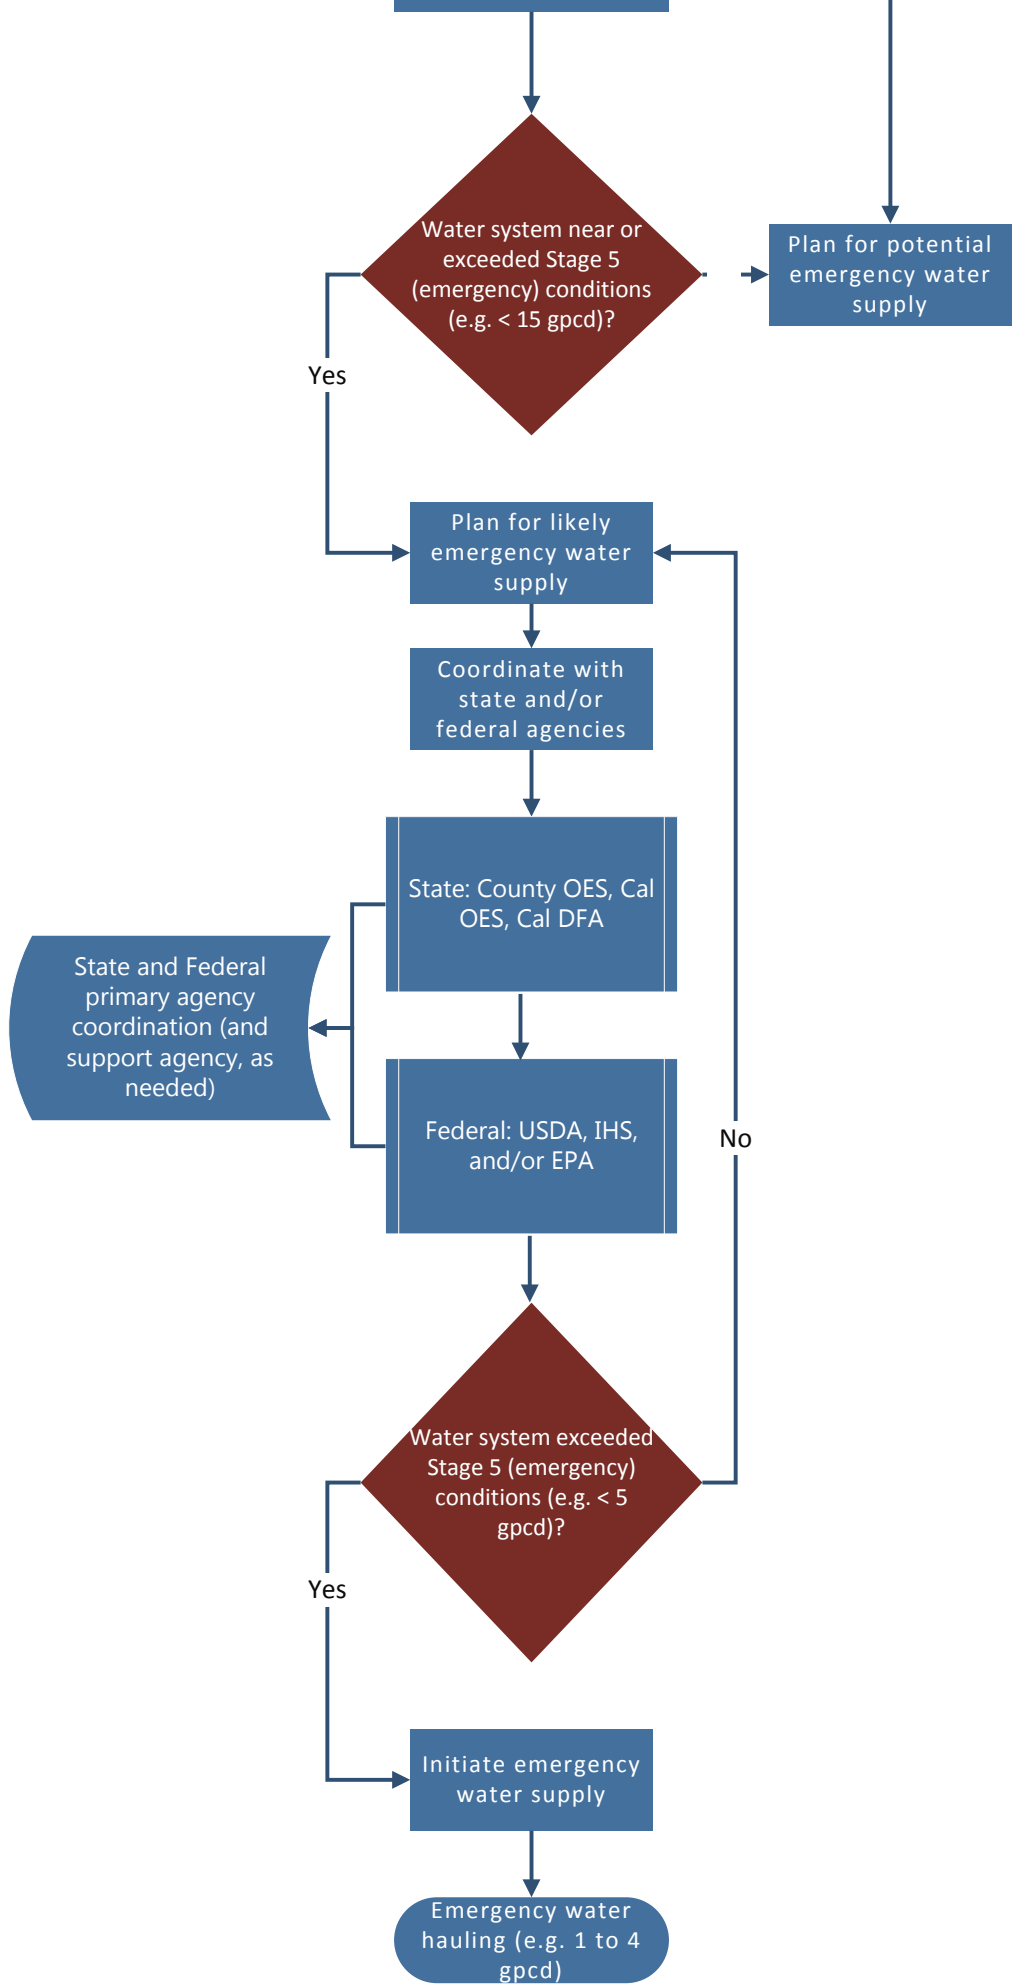 Water system near or
exceeded Stage 5
(emergency) conditions
(e.g. < 15 gpcd)?
Plan for potential
emergency water
supply
Yes
Plan for likely
emergency water
supply
Coordinate with
state and/or
federal agencies
State: County OES, Cal
OES, Cal DFA
State and Federal
primary agency
coordination (and
support agency, as
needed)
Federal: USDA, IHS,
and/or EPA
No
Water system exceeded
Stage 5 (emergency)
conditions (e.g. < 5
gpcd)?
Yes
Initiate emergency
water supply
Emergency water
hauling (e.g. 1 to 4
gpcd)